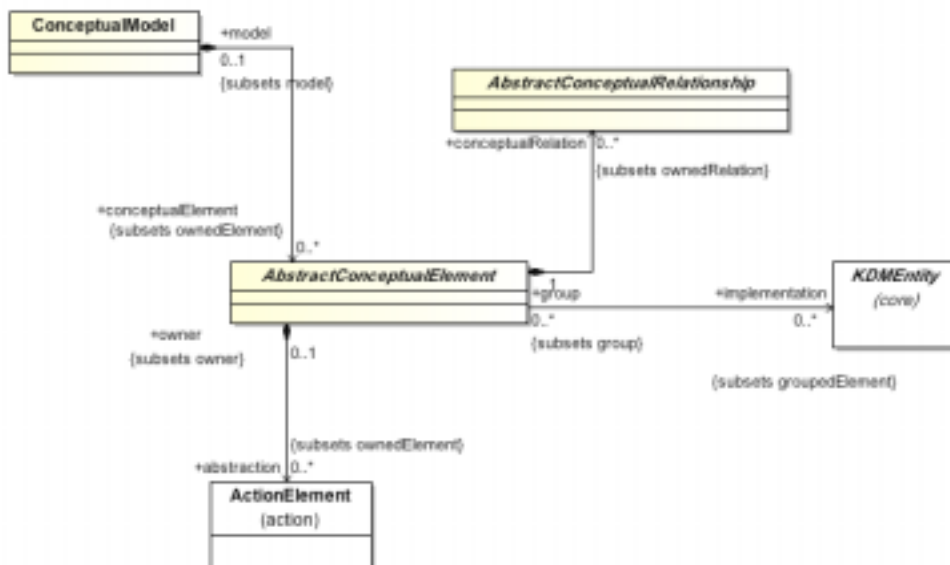 ConceptualModel
+model
0..1
{subsets model}
AbstractConceptualRelationship
+conceptualRelation
0..*
{subsets ownedRelation}
+conceptualElement
{subsets ownedElement}
0..*
AbstractConceptualElement
1
+group
0..*
{subsets group}
+implementation
0..*
KDMEntity
(core)
{subsets groupedElement}
+owner
{subsets owner}
0..1
{subsets ownedElement}
+abstraction
0..*
ActionElement
(action)